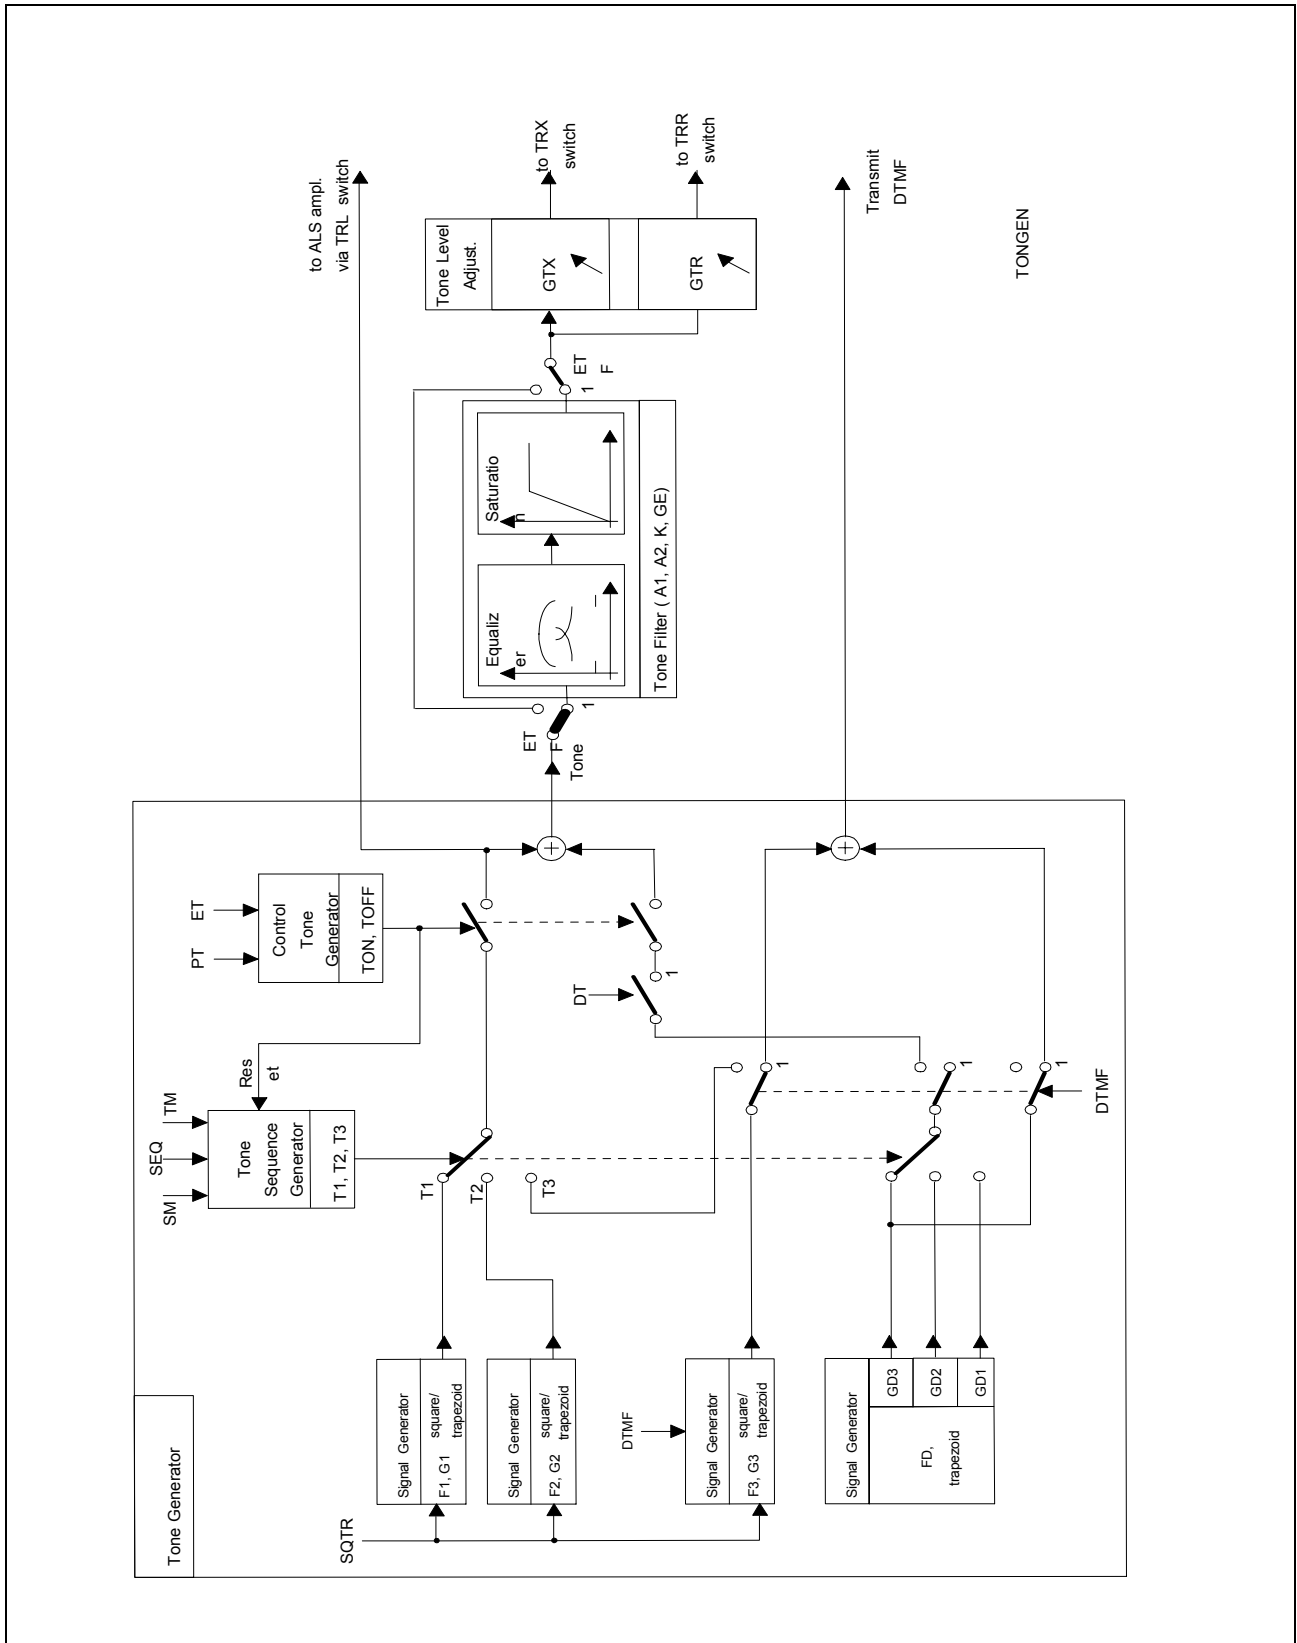 Tone Generator
SQTR
Signal Generator
F1, G1
square/
trapezoid
Signal Generator
F2, G2
square/
trapezoid
DTMF
Signal Generator
F3, G3
square/
trapezoid
Signal Generator
FD,
trapezoid
GD3
GD2
GD1
SM
SEQ
TM
Tone
Sequence
Generator
T1, T2, T3
Res
et
T1
T2
T3
PT
ET
Control
Tone
Generator
TON, TOFF
DT
1
1
1
1
DTMF
ET
F
Tone
1
Equaliz
er
Saturatio
n
Tone Filter ( A1, A2, K, GE)
1
ET
F
Tone Level
Adjust.
GTX
GTR
to ALS ampl.
via TRL switch
to TRX
switch
to TRR
switch
Transmit
DTMF
TONGEN